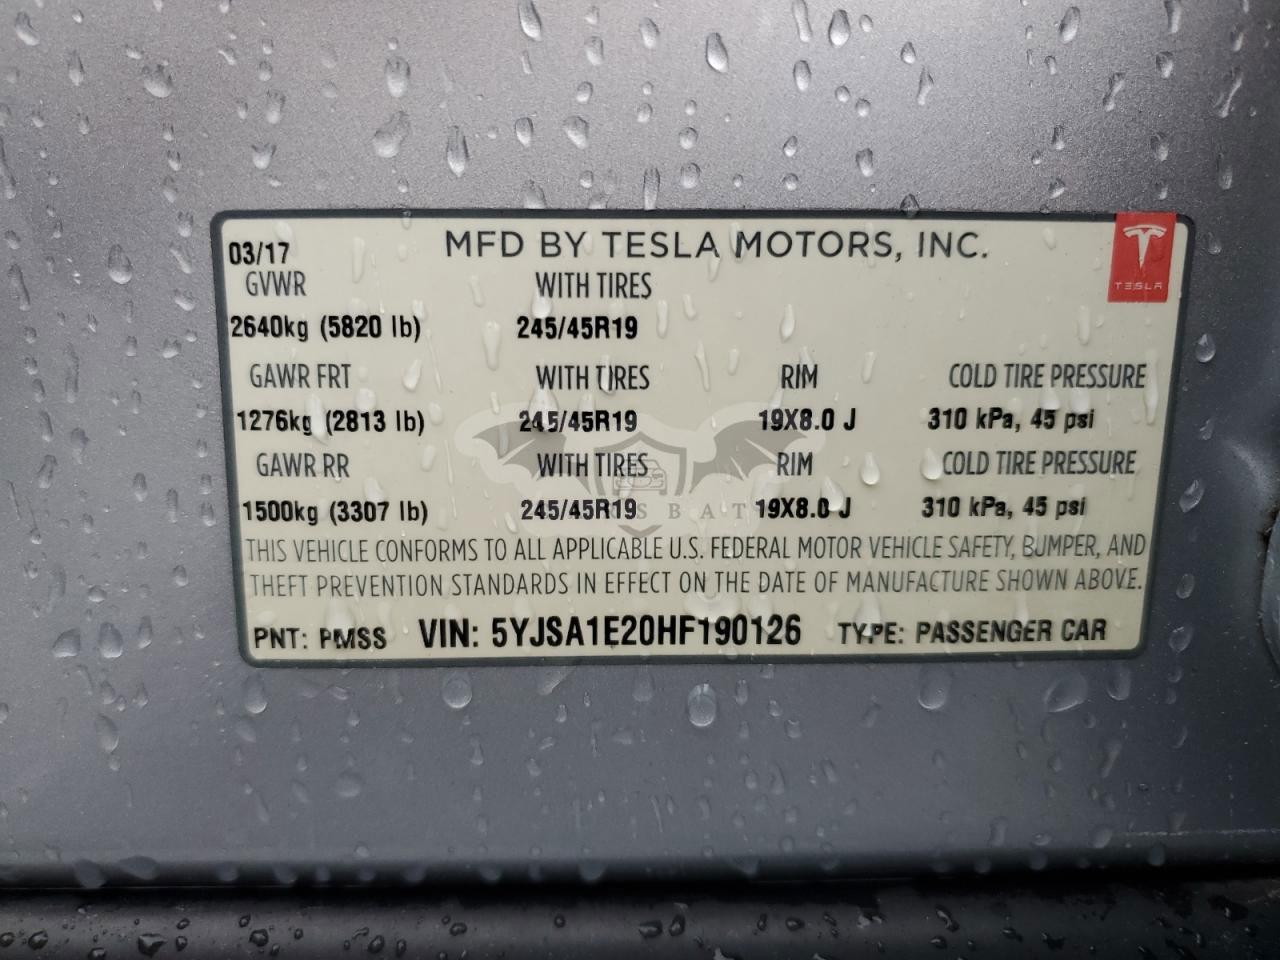 03/17 MFD BY TESLA MOTORS, INC.
TESLA
GVWR WITH TIRES
2640kg (5820 lb) 245/45R19
GAWR FRT WITH TIRES RIM COLD TIRE PRESSURE
1276kg (2813 lb) 245/45R19 19X8.0 J 310 kPa, 45 psi
GAWR RR WITH TIRES RIM COLD TIRE PRESSURE
1500kg (3307 lb) 245/45R19 19X8.0 J 310 kPa, 45 psi
THIS VEHICLE CONFORMS TO ALL APPLICABLE U.S. FEDERAL MOTOR VEHICLE SAFETY, BUMPER, AND
THEFT PREVENTION STANDARDS IN EFFECT ON THE DATE OF MANUFACTURE SHOWN ABOVE.
PNT: PMSS VIN: 5YJSA1E20HF190126 TYPE: PASSENGER CAR